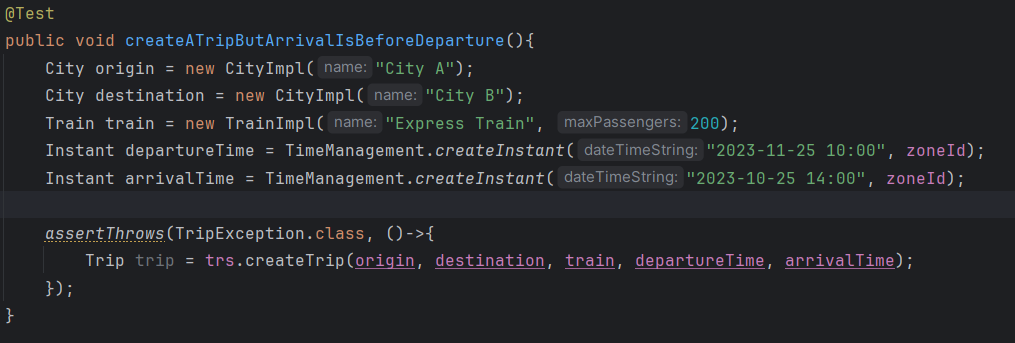 @Test
public void createATripButArrivalIsBeforeDeparture(){
    City origin = new CityImpl( name: "City A");
    City destination = new CityImpl( name: "City B");
    Train train = new TrainImpl( name: "Express Train", maxPassengers: 200);
    Instant departureTime = TimeManagement.createInstant( dateTimeString: "2023-11-25 10:00", zoneId);
    Instant arrivalTime = TimeManagement.createInstant( dateTimeString: "2023-10-25 14:00", zoneId);
    assertThrows(TripException.class, ()->{
        Trip trip = trs.createTrip(origin, destination, train, departureTime, arrivalTime);
    });
}